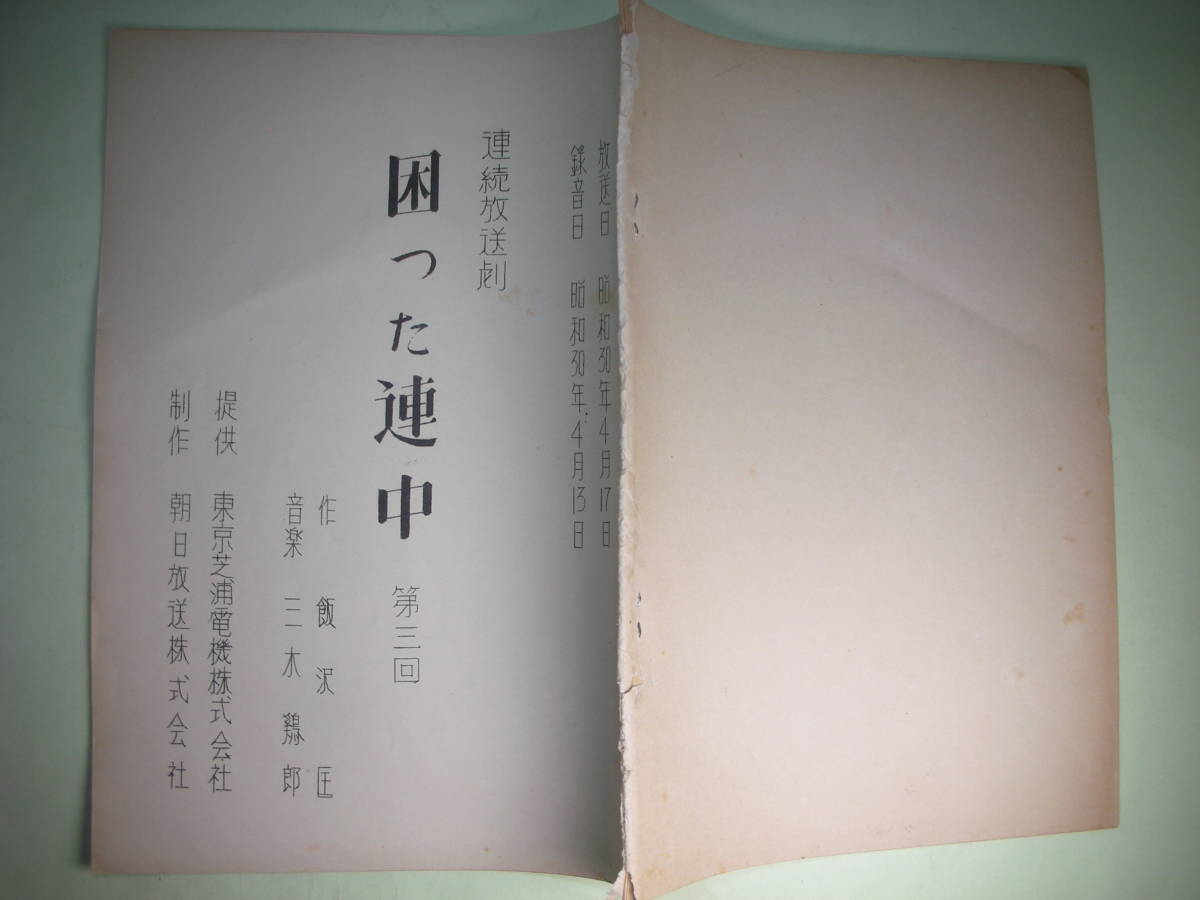 放送日 昭和30年4月17日
録音日 昭和30年4月13日
連続放送劇
困った連中 第三回
作 飯沢匡
音楽 三木鶏郎
提供 東京芝浦電機株式会社
制作 朝日放送株式会社